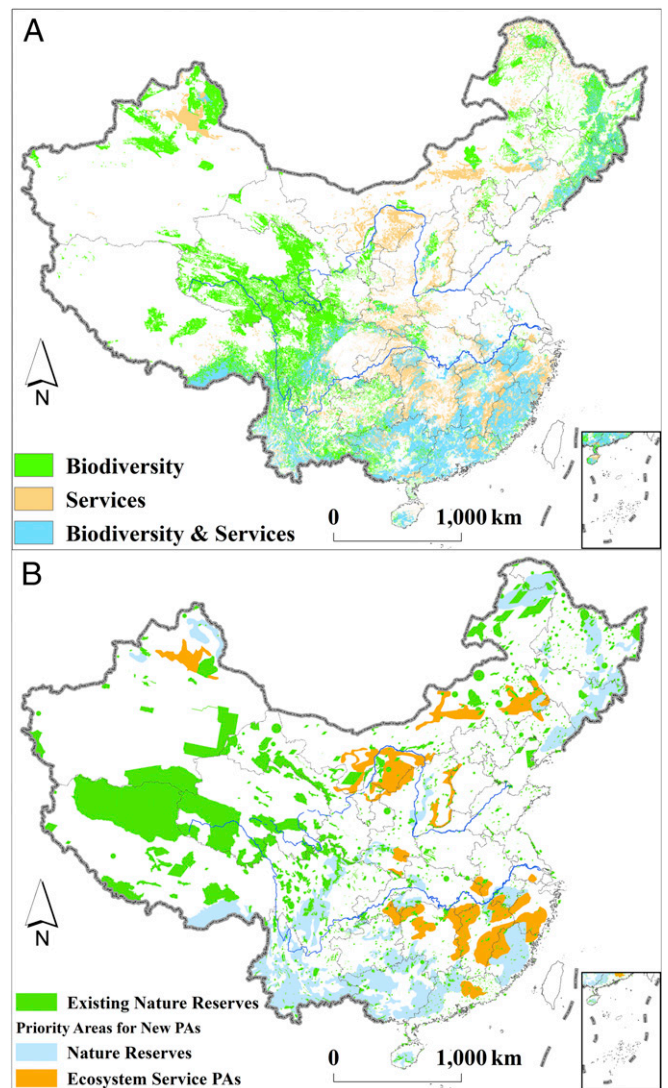 A
N
Biodiversity
Services
Biodiversity & Services
0 1,000 km
B
N
Existing Nature Reserves
Priority Areas for New PAs
Nature Reserves
Ecosystem Service PAs
0 1,000 km